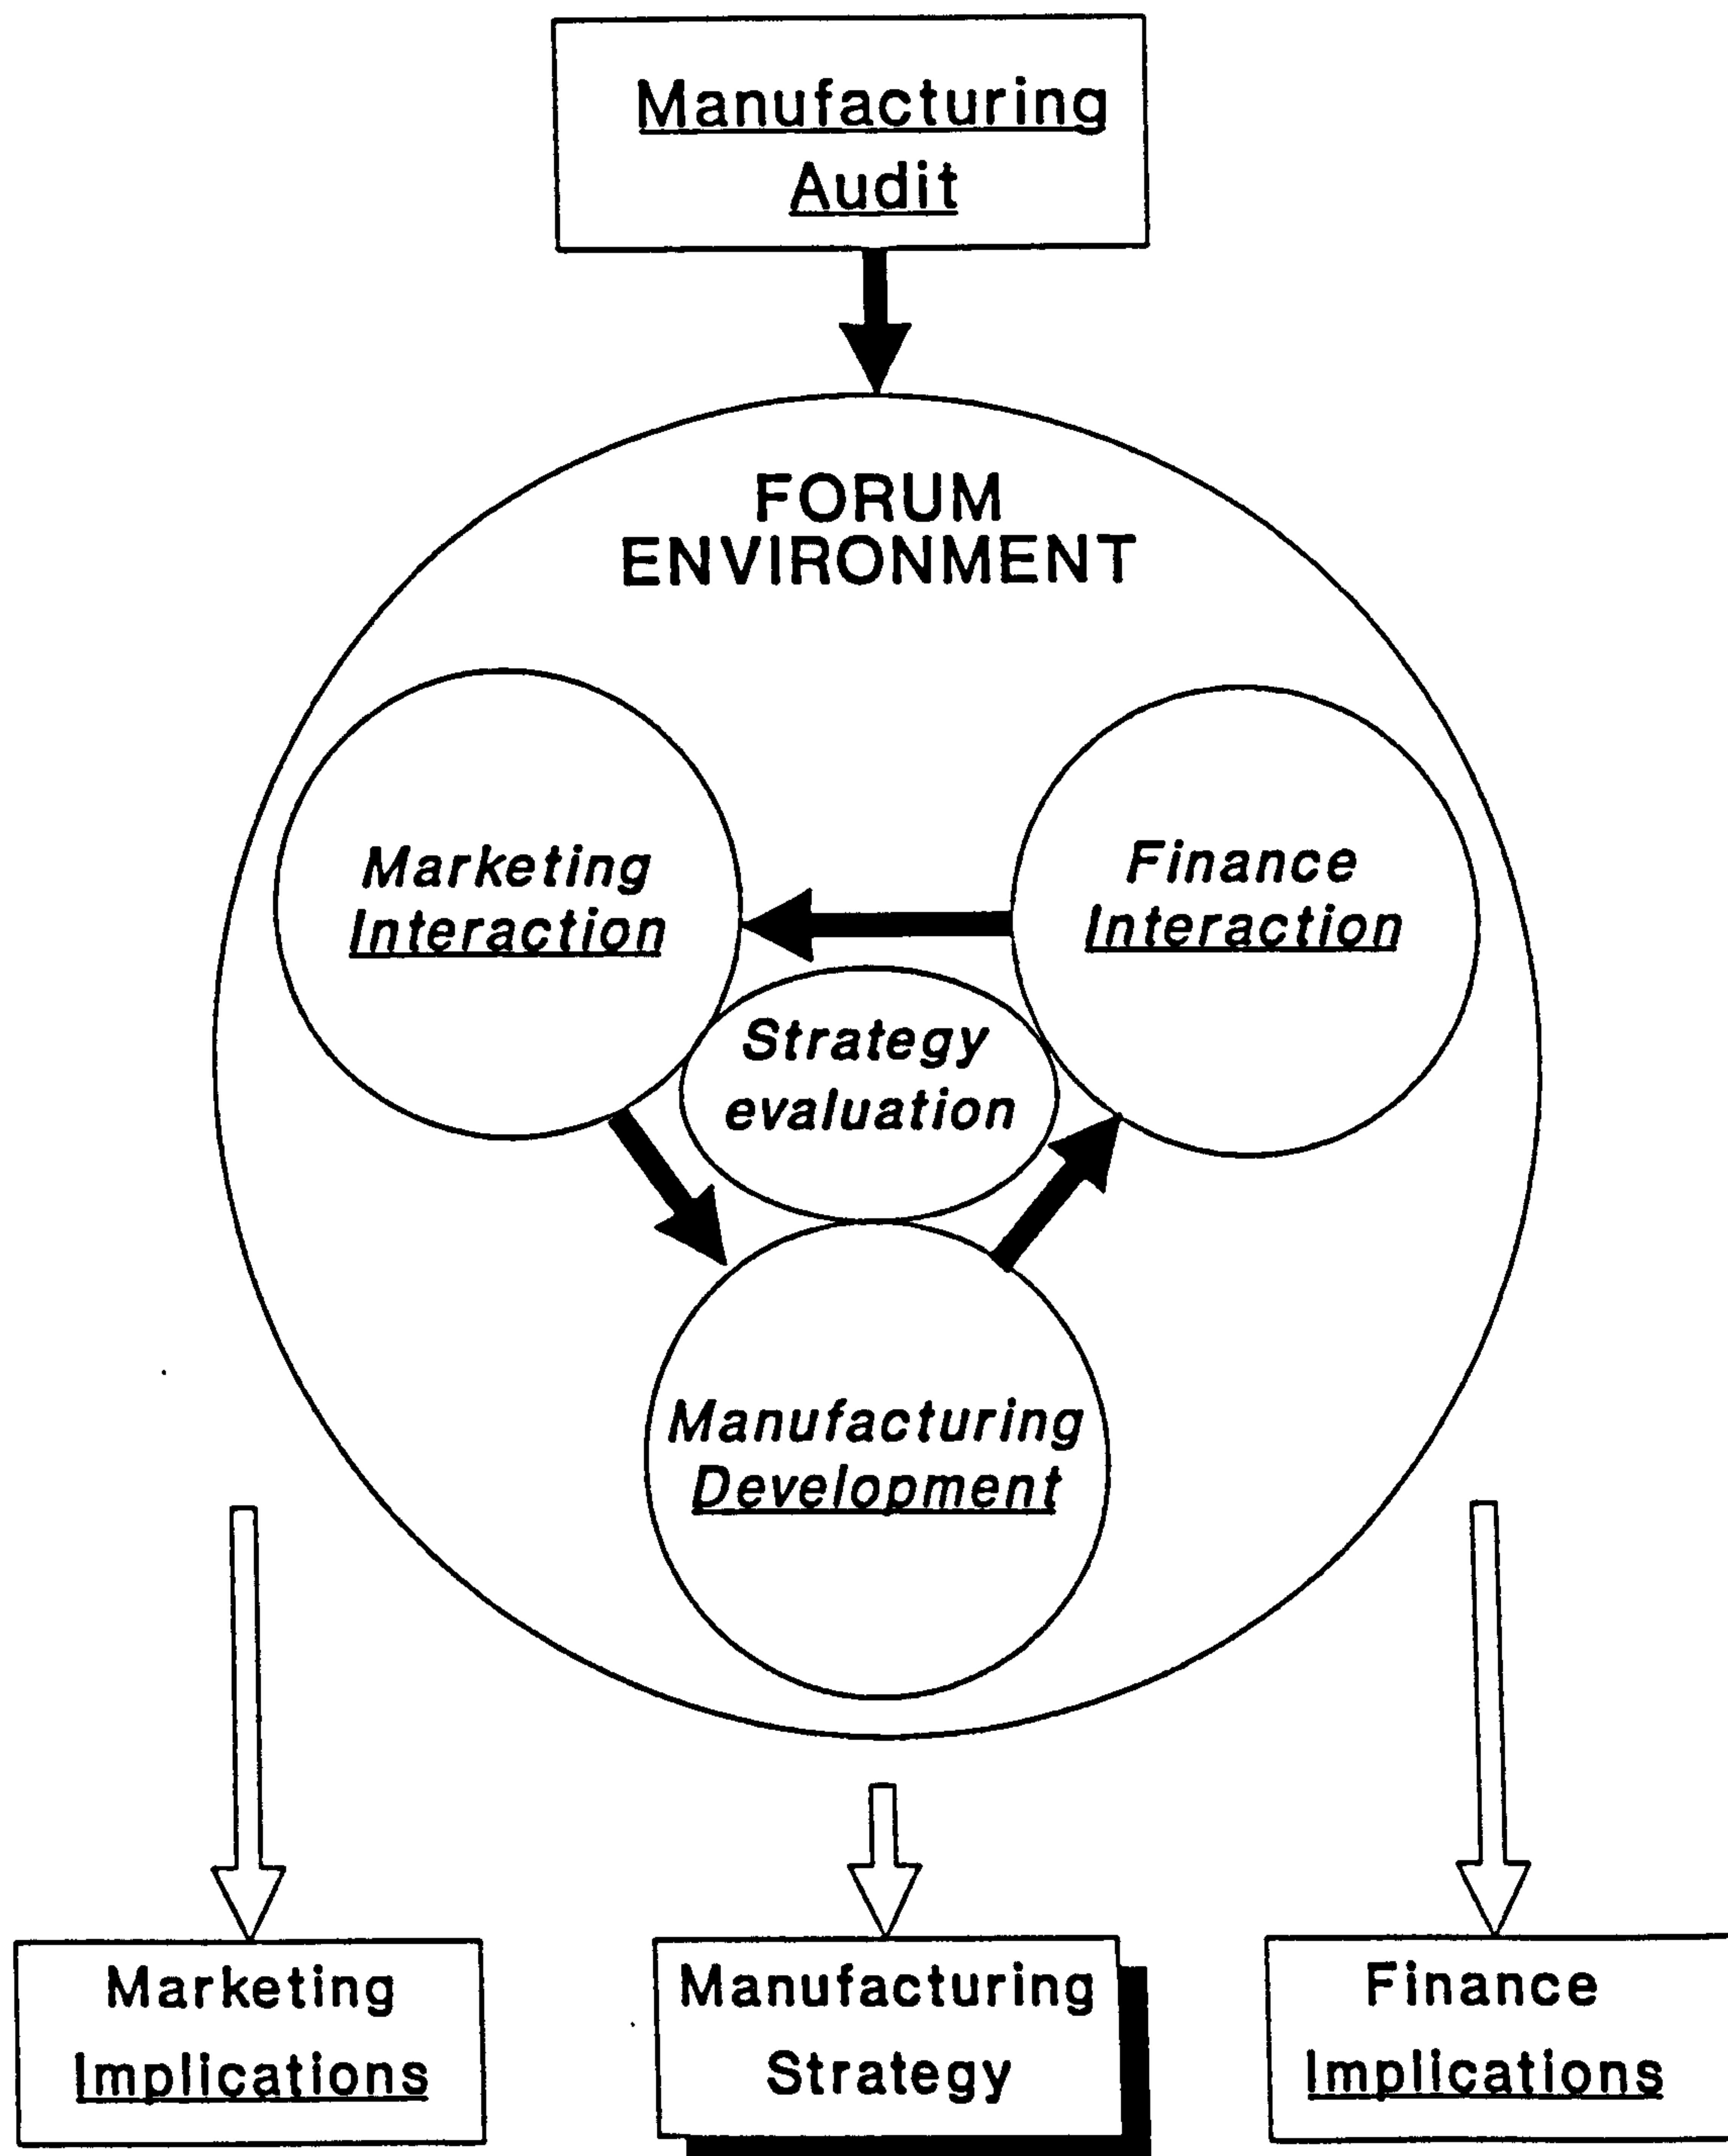 Manufacturing
Audit
FORUM
ENVIRONMENT
Marketing
Interaction
Finance
Interaction
Strategy
evaluation
Manufacturing
Development
Marketing
Implications
Manufacturing
Strategy
Finance
Implications